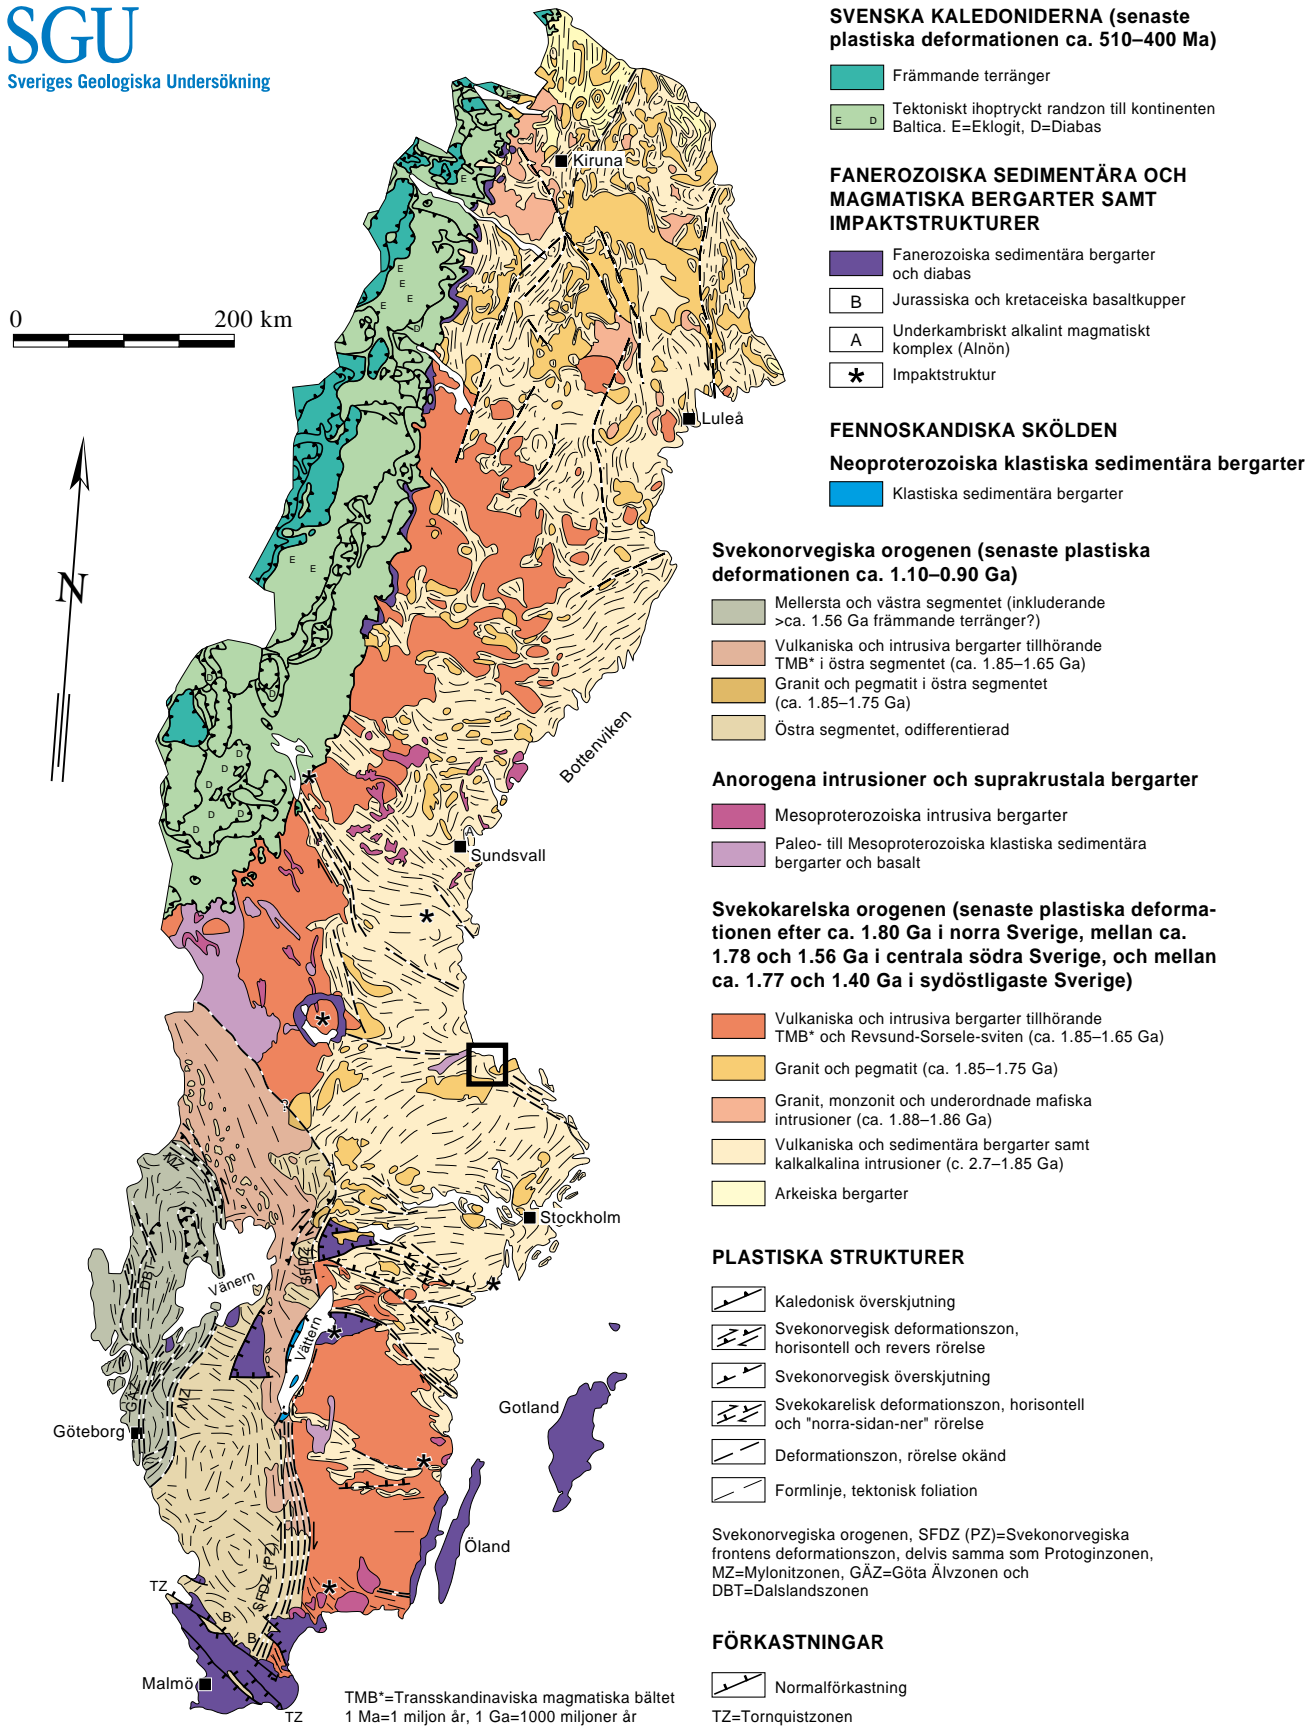 SGU
Sveriges Geologiska Undersökning
0 200 km
N
Kiruna
Luleå
Bottenviken
Sundsvall
A
Stockholm
Vänern
Vättern
Gotland
Göteborg
Öland
Malmö
E
E
E
E
E
E
D
E
E
D
D
D
D
D
D
D
D
?
MZ
DBT
SFDZ
GÄZ
MZ
SFDZ (PZ)
TZ
B
B
TZ
TMB*=Transskandinaviska magmatiska bältet
1 Ma=1 miljon år, 1 Ga=1000 miljoner år
SVENSKA KALEDONIDERNA (senaste
plastiska deformationen ca. 510–400 Ma)
Främmande terränger
E D
Tektoniskt ihoptryckt randzon till kontinenten
Baltica. E=Eklogit, D=Diabas
FANEROZOISKA SEDIMENTÄRA OCH
MAGMATISKA BERGARTER SAMT
IMPAKTSTRUKTURER
Fanerozoiska sedimentära bergarter
och diabas
B Jurassiska och kretaceiska basaltkupper
A Underkambriskt alkalint magmatiskt
komplex (Alnön)
* Impaktstruktur
FENNOSKANDISKA SKÖLDEN
Neoproterozoiska klastiska sedimentära bergarter
Klastiska sedimentära bergarter
Svekonorvegiska orogenen (senaste plastiska
deformationen ca. 1.10–0.90 Ga)
Mellersta och västra segmentet (inkluderande
>ca. 1.56 Ga främmande terränger?)
Vulkaniska och intrusiva bergarter tillhörande
TMB* i östra segmentet (ca. 1.85–1.65 Ga)
Granit och pegmatit i östra segmentet
(ca. 1.85–1.75 Ga)
Östra segmentet, odifferentierad
Anorogena intrusioner och suprakrustala bergarter
Mesoproterozoiska intrusiva bergarter
Paleo- till Mesoproterozoiska klastiska sedimentära
bergarter och basalt
Svekokarelska orogenen (senaste plastiska deforma-
tionen efter ca. 1.80 Ga i norra Sverige, mellan ca.
1.78 och 1.56 Ga i centrala södra Sverige, och mellan
ca. 1.77 och 1.40 Ga i sydöstligaste Sverige)
Vulkaniska och intrusiva bergarter tillhörande
TMB* och Revsund-Sorsele-sviten (ca. 1.85–1.65 Ga)
Granit och pegmatit (ca. 1.85–1.75 Ga)
Granit, monzonit och underordnade mafiska
intrusioner (ca. 1.88–1.86 Ga)
Vulkaniska och sedimentära bergarter samt
kalkalkalina intrusioner (c. 2.7–1.85 Ga)
Arkeiska bergarter
PLASTISKA STRUKTURER
Kaledonisk överskjutning
Svekonorvegisk deformationszon,
horisontell och revers rörelse
Svekonorvegisk överskjutning
Svekokarelisk deformationszon, horisontell
och "norra-sidan-ner" rörelse
Deformationszon, rörelse okänd
Formlinje, tektonisk foliation
Svekonorvegiska orogenen, SFDZ (PZ)=Svekonorvegiska
frontens deformationszon, delvis samma som Protoginzonen,
MZ=Mylonitzonen, GÄZ=Göta Älvzonen och
DBT=Dalslandszonen
FÖRKASTNINGAR
Normalförkastning
TZ=Tornquistzonen